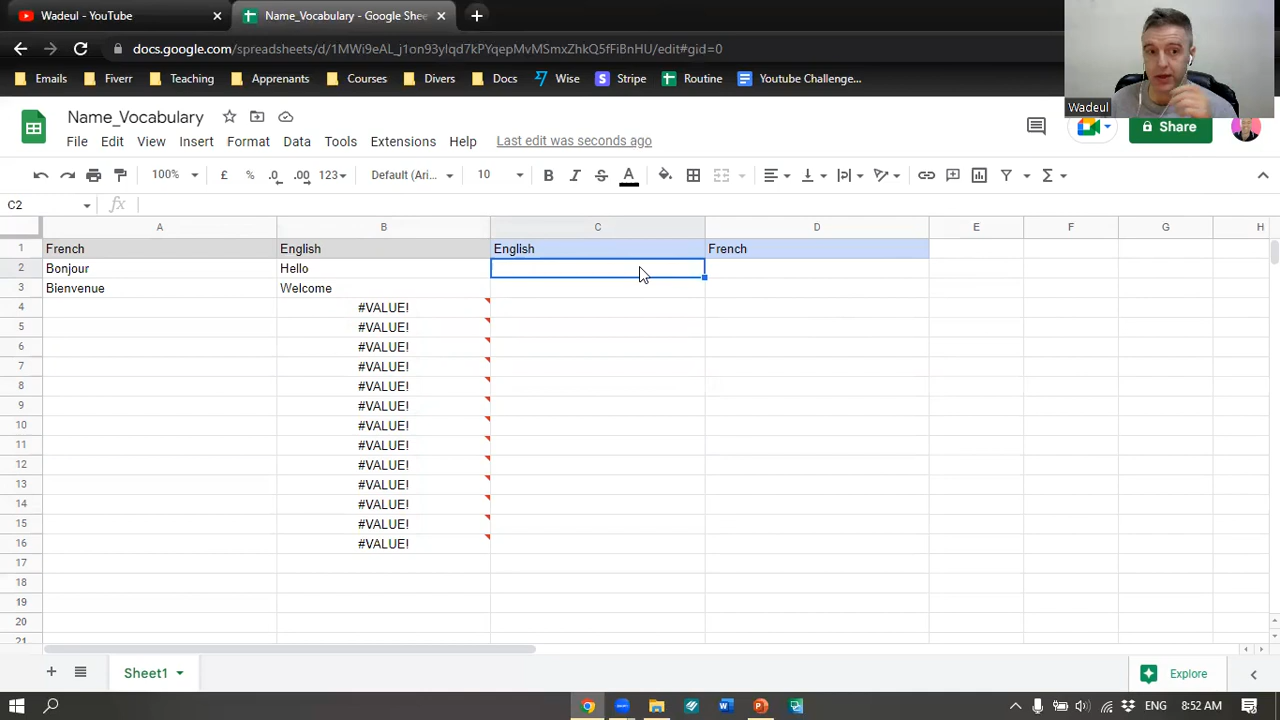 Wadeul - YouTube
Name_Vocabulary - Google Shee
docs.google.com/spreadsheets/d/1MWi9eAL_j1on93ylqd7kPYqepMvMSmxZhkQ5fFiBnHU/edit#gid=0
Emails Fiverr Teaching Apprenants Courses Divers Docs Wise Stripe Routine Youtube Challenge...
Wadeul
Name_Vocabulary
File Edit View Insert Format Data Tools Extensions Help Last edit was seconds ago
Share
100% £ % .0 .00 123 Default (Ari... 10 B I S A Σ
C2 fx
A B C D E F G H
1 French English English French
2 Bonjour Hello
3 Bienvenue Welcome
4 #VALUE!
5 #VALUE!
6 #VALUE!
7 #VALUE!
8 #VALUE!
9 #VALUE!
10 #VALUE!
11 #VALUE!
12 #VALUE!
13 #VALUE!
14 #VALUE!
15 #VALUE!
16 #VALUE!
17
18
19
20
21
Sheet1
Explore
ENG 8:52 AM